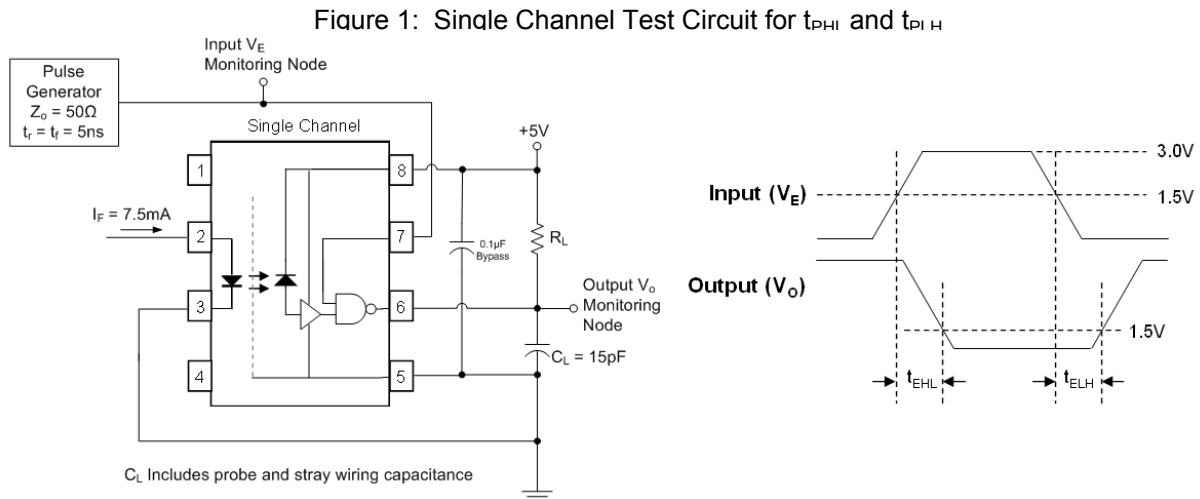 Figure 1: Single Channel Test Circuit for tPHL and tPLH
Input VE
Monitoring Node
Pulse
Generator
Zo = 50Ω
tr = tf = 5ns
Single Channel
+5V
1
8
IF = 7.5mA
2
7
0.1µF
Bypass
RL
3
6
Output Vo
Monitoring
Node
4
5
CL = 15pF
CL Includes probe and stray wiring capacitance
3.0V
Input (VE)
1.5V
Output (VO)
1.5V
tEHL
tELH